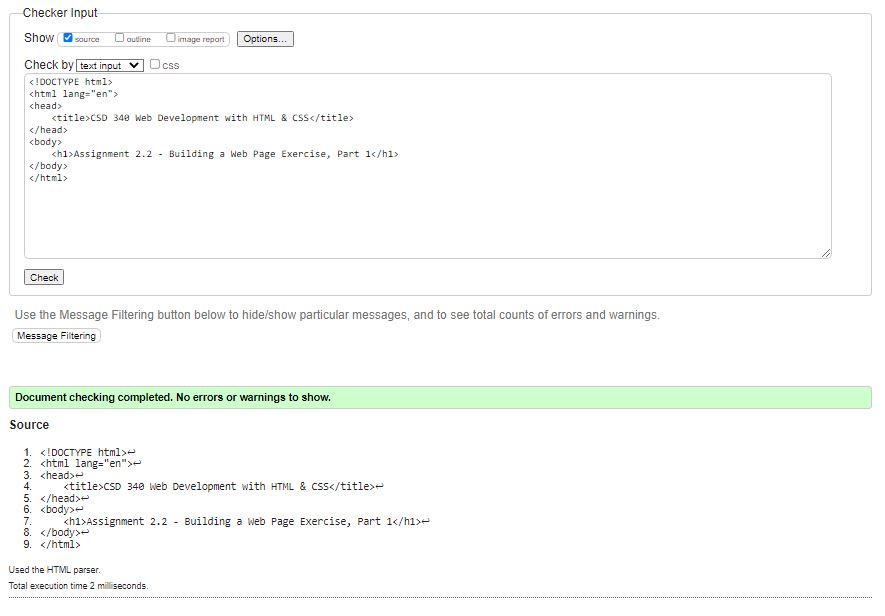 Checker Input
Show source outline image report Options...
Check by text input css
<!DOCTYPE html>
<html lang="en">
<head>
    <title>CSD 340 Web Development with HTML & CSS</title>
</head>
<body>
    <h1>Assignment 2.2 - Building a Web Page Exercise, Part 1</h1>
</body>
</html>
Check
Use the Message Filtering button below to hide/show particular messages, and to see total counts of errors and warnings.
Message Filtering
Document checking completed. No errors or warnings to show.
Source
1. <!DOCTYPE html>↩
2. <html lang="en">↩
3. <head>↩
4.     <title>CSD 340 Web Development with HTML & CSS</title>↩
5. </head>↩
6. <body>↩
7.     <h1>Assignment 2.2 - Building a Web Page Exercise, Part 1</h1>↩
8. </body>↩
9. </html>
Used the HTML parser.
Total execution time 2 milliseconds.